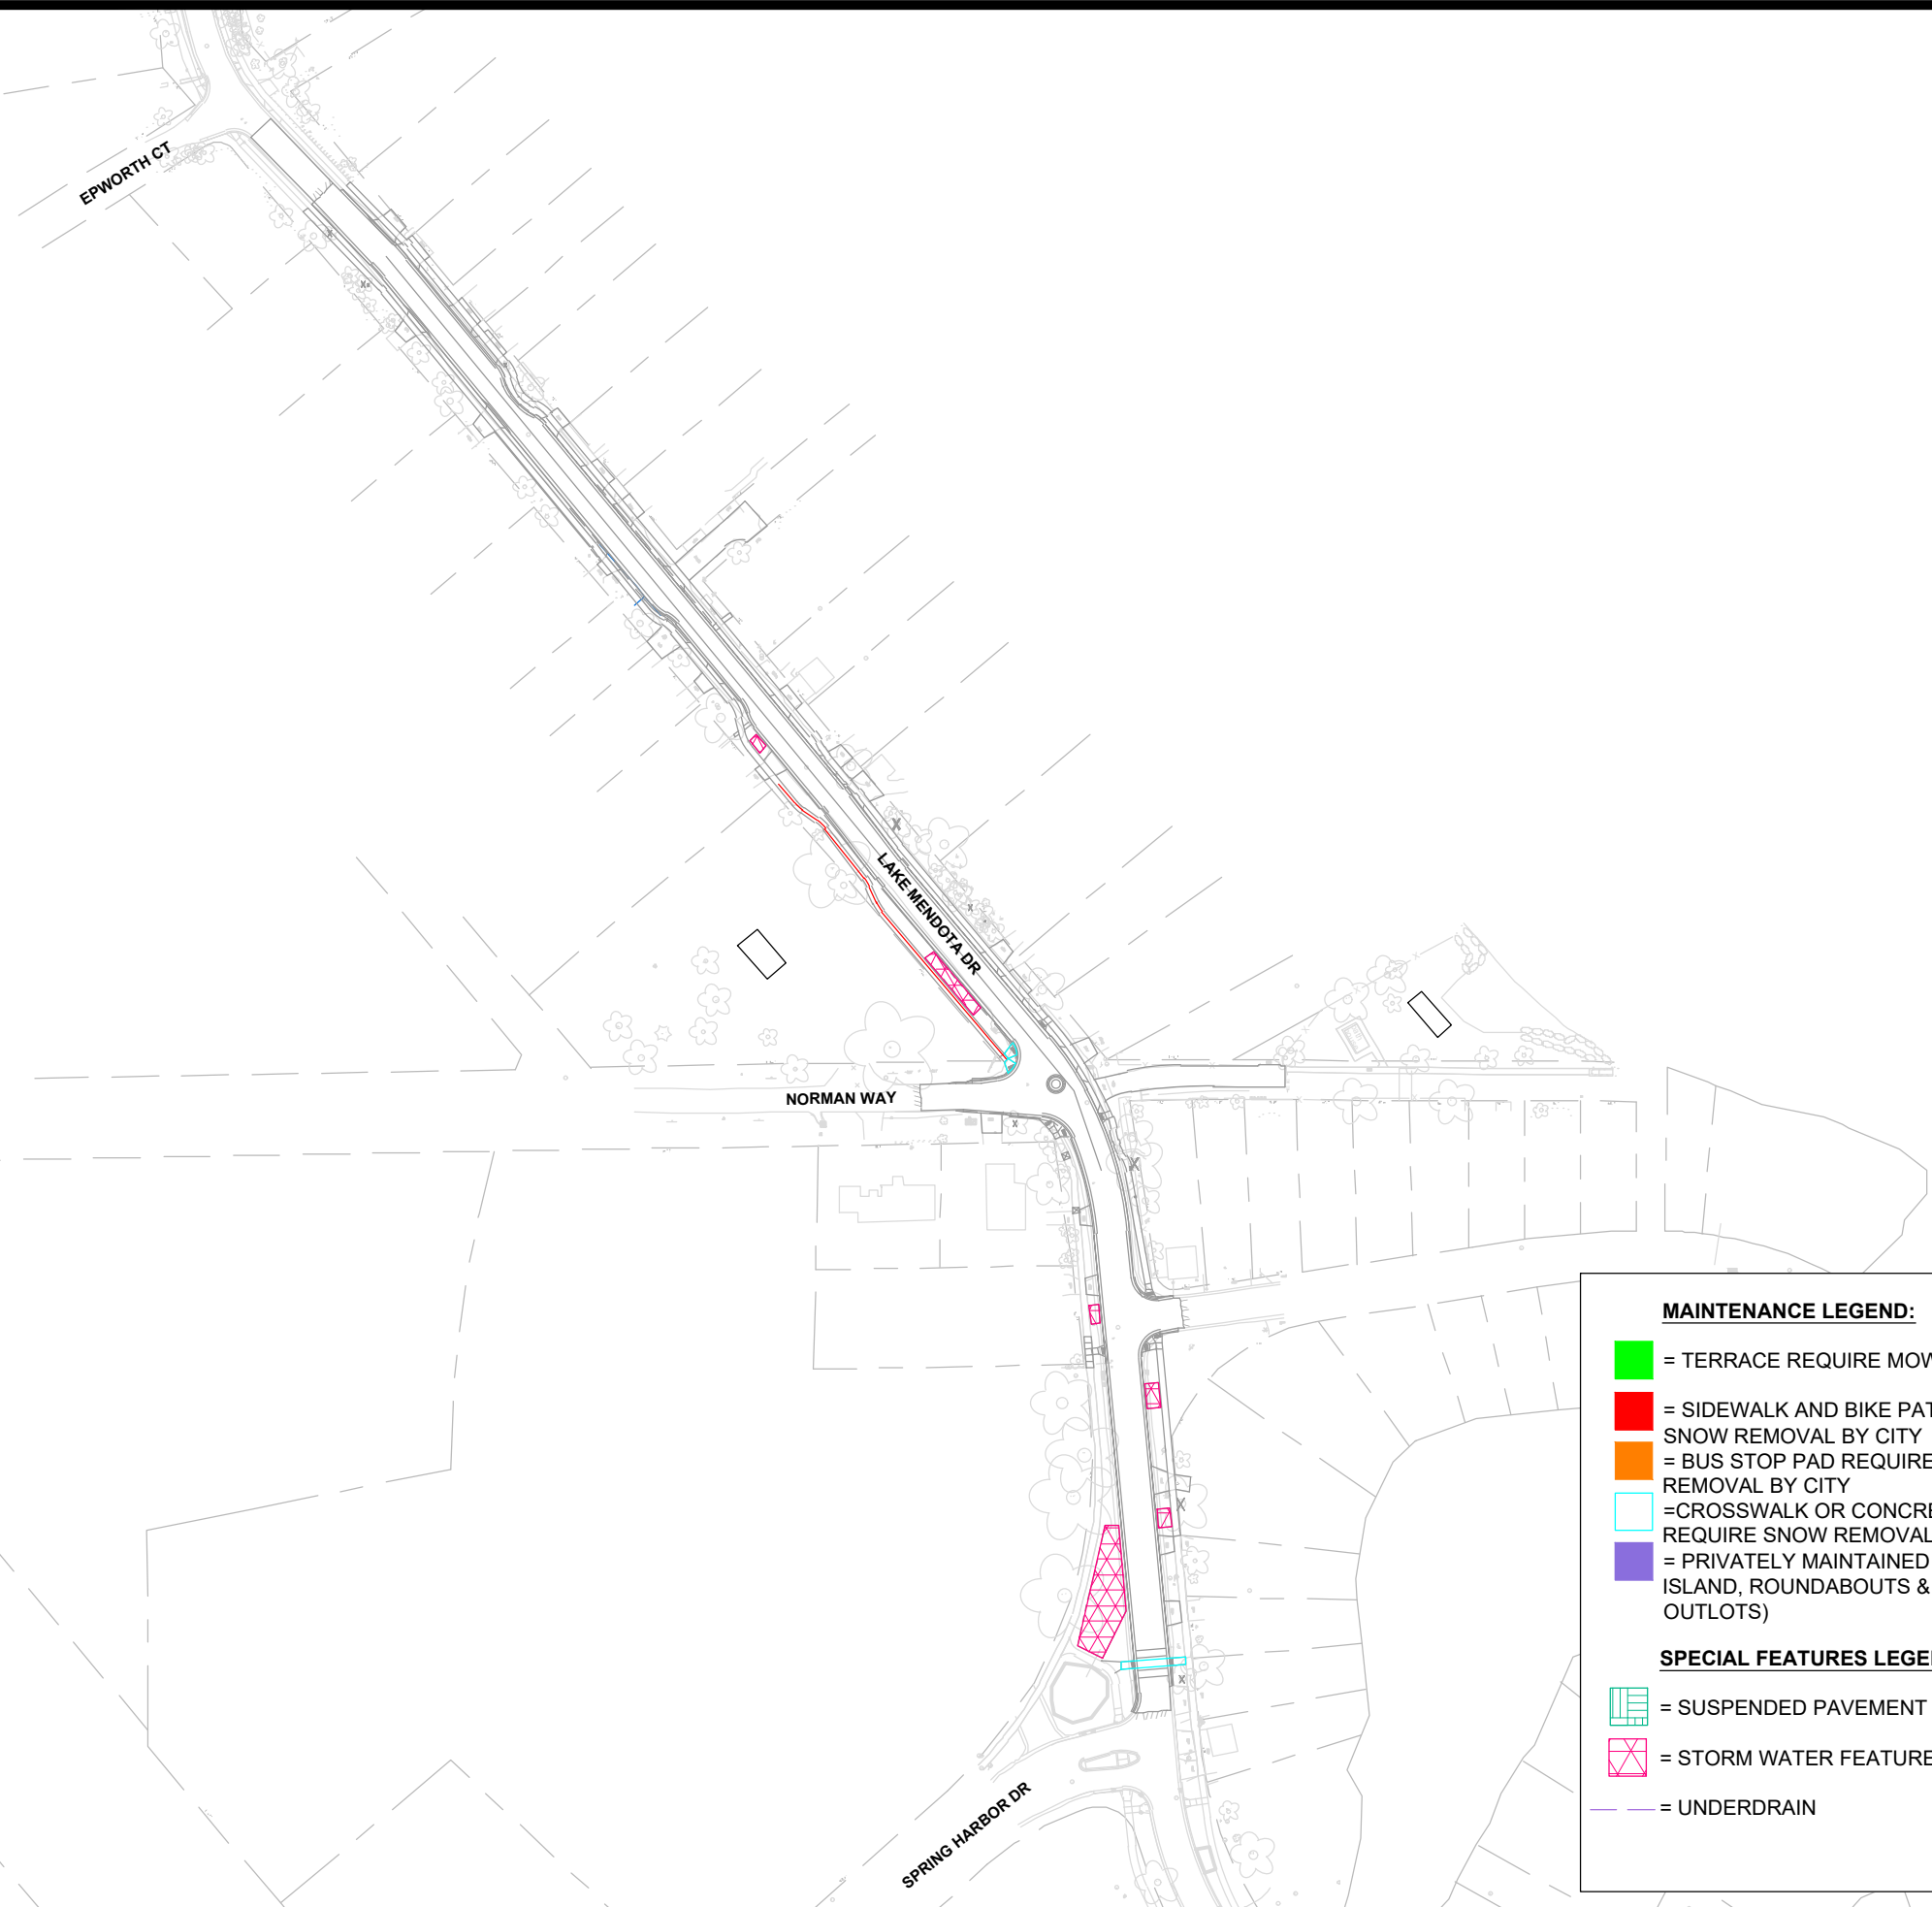 EPWORTH CT
LAKE MENDOTA DR
NORMAN WAY
SPRING HARBOR DR
MAINTENANCE LEGEND:
= TERRACE REQUIRE MOW
= SIDEWALK AND BIKE PAT
SNOW REMOVAL BY CITY
= BUS STOP PAD REQUIRE
REMOVAL BY CITY
=CROSSWALK OR CONCRE
REQUIRE SNOW REMOVAL
= PRIVATELY MAINTAINED
ISLAND, ROUNDABOUTS &
OUTLOTS)
SPECIAL FEATURES LEGE
= SUSPENDED PAVEMENT
= STORM WATER FEATURE
= UNDERDRAIN